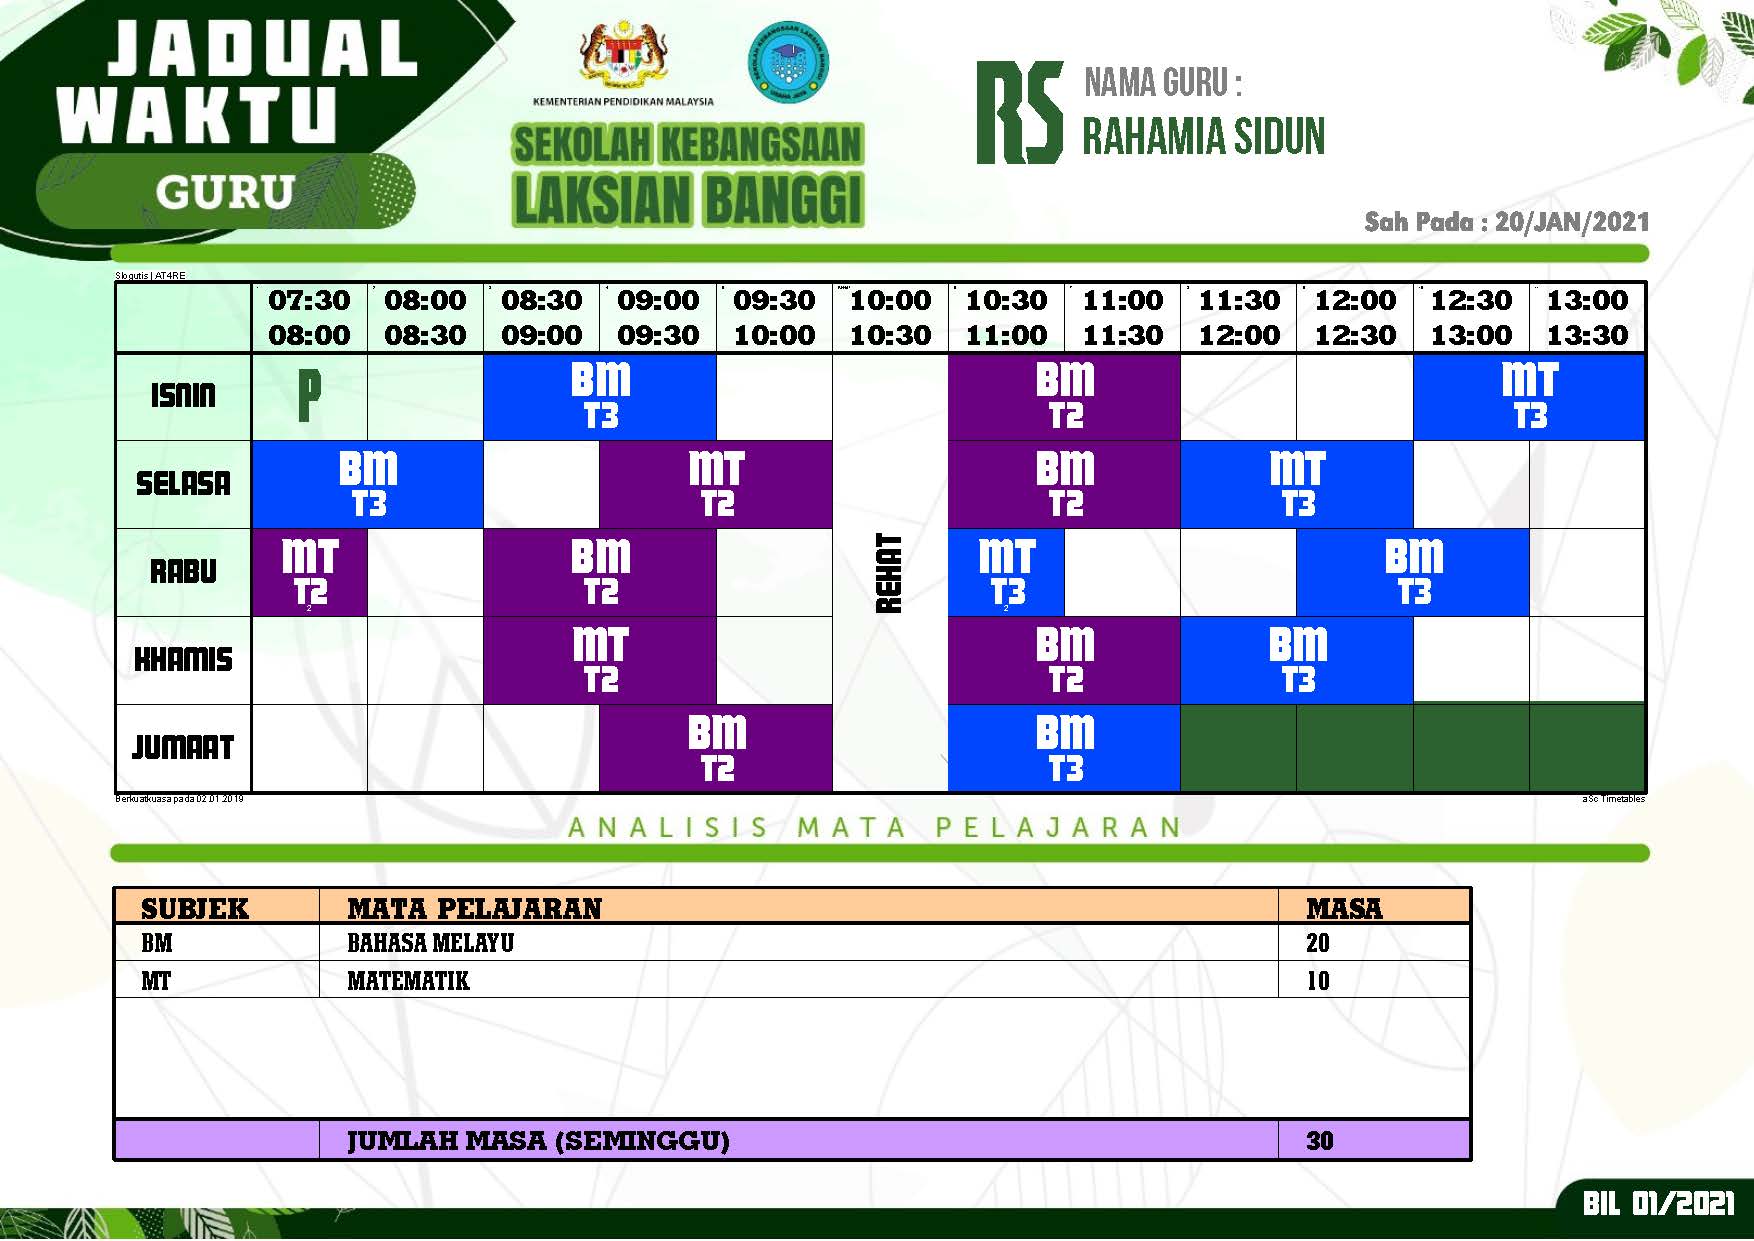 JADUAL
WAKTU
GURU
KEMENTERIAN PENDIDIKAN MALAYSIA
SEKOLAH KEBANGSAAN
LAKSIAN BANGGI
RS
NAMA GURU :
RAHAMIA SIDUN
Sah Pada : 20/JAN/2021
Slogutis | AT4RE
07:30 08:00 08:30 09:00 09:30 10:00 10:30 11:00 11:30 12:00 12:30 13:00
08:00 08:30 09:00 09:30 10:00 10:30 11:00 11:30 12:00 12:30 13:00 13:30
ISNIN P BM BM MT
T3 T2 T3
SELASA BM MT BM MT
T3 T2 T2 T3
REHAT
RABU MT BM MT BM
T2 T2 T3 T3
2 2
KHAMIS MT BM BM
T2 T2 T3
JUMAAT BM BM
T2 T3
Berkuatkuasa pada 02.01.2019
aSc Timetables
ANALISIS MATA PELAJARAN
SUBJEK MATA PELAJARAN MASA
BM BAHASA MELAYU 20
MT MATEMATIK 10
JUMLAH MASA (SEMINGGU) 30
BIL 01/2021